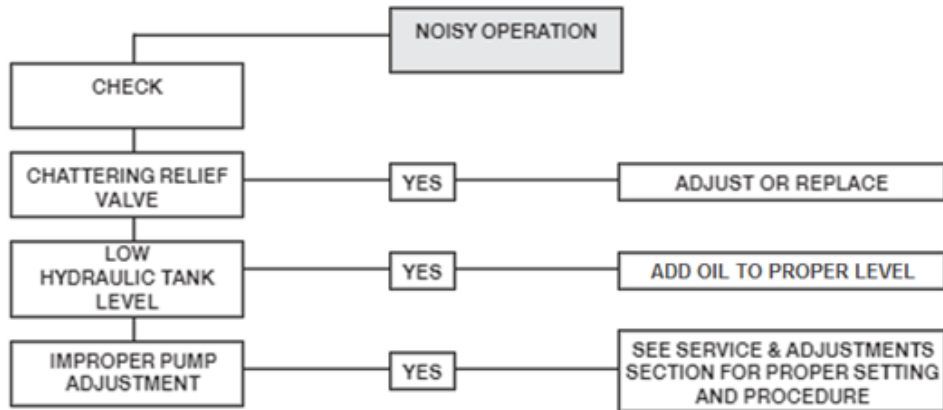 NOISY OPERATION
CHECK
CHATTERING RELIEF
VALVE
YES
ADJUST OR REPLACE
LOW
HYDRAULIC TANK
LEVEL
YES
ADD OIL TO PROPER LEVEL
IMPROPER PUMP
ADJUSTMENT
YES
SEE SERVICE & ADJUSTMENTS
SECTION FOR PROPER SETTING
AND PROCEDURE